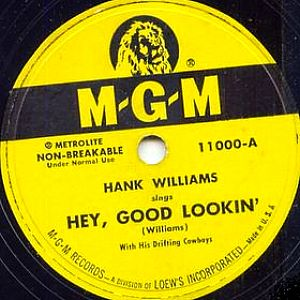 ®
M-G-M
® METROLITE
NON-BREAKABLE
Under Normal Use
11000-A
HANK WILLIAMS
sings
HEY, GOOD LOOKIN'
(Williams)
With His Drifting Cowboys
M-G-M RECORDS — A DIVISION OF LOEW'S INCORPORATED — Made in U. S. A.